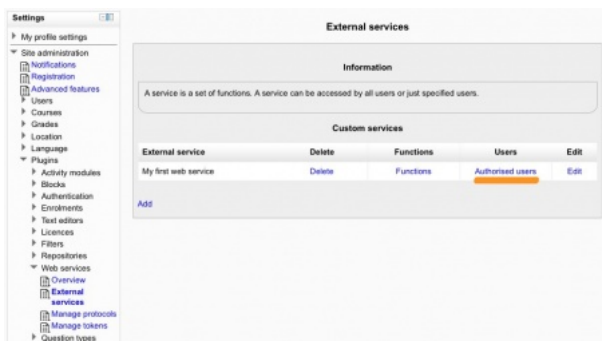 Settings
My profile settings
Site administration
Notifications
Registration
Advanced features
Users
Courses
Grades
Location
Language
Plugins
Activity modules
Blocks
Authentication
Enrolments
Text editors
Licences
Filters
Repositories
Web services
Overview
External
services
Manage protocols
Manage tokens
Question types
External services
Information
A service is a set of functions. A service can be accessed by all users or just specified users.
Custom services
External service Delete Functions Users Edit
My first web service Delete Functions Authorised users Edit
Add